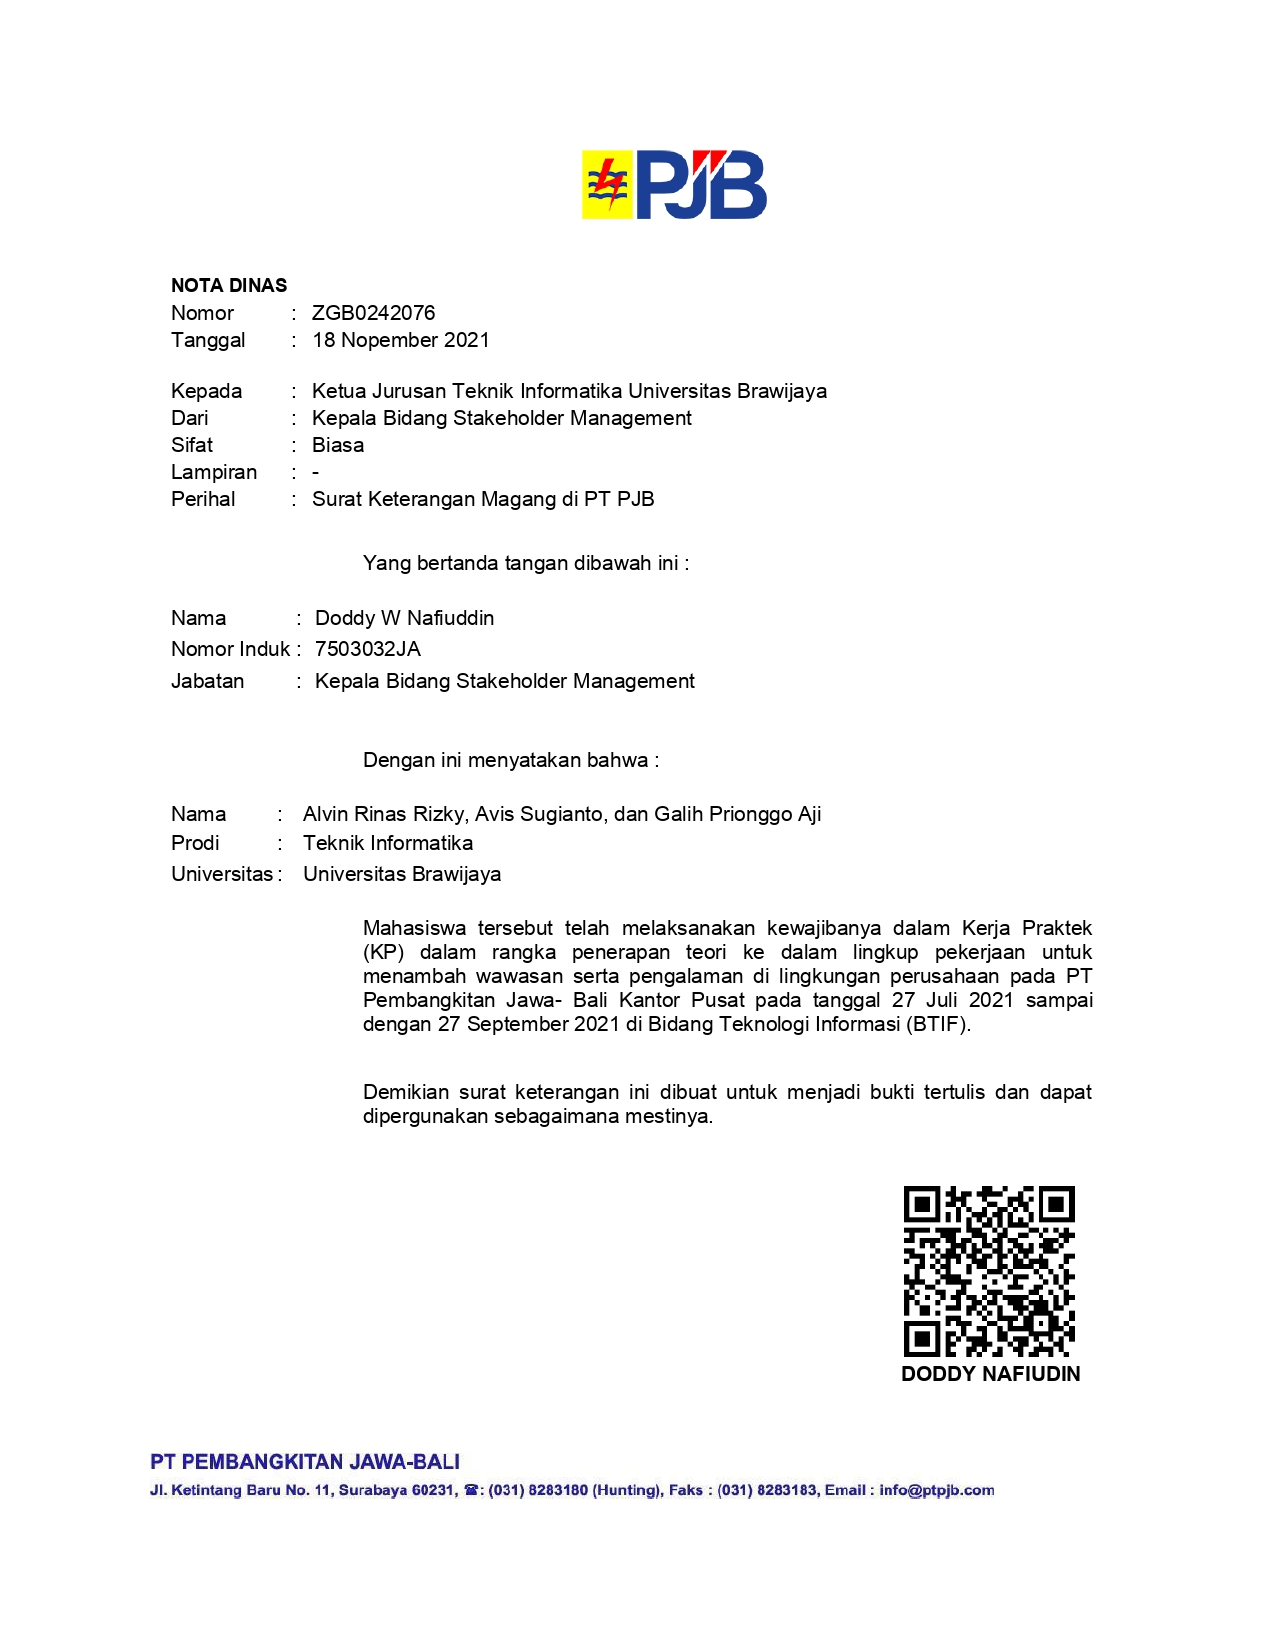 PJB
NOTA DINAS
Nomor : ZGB0242076
Tanggal : 18 Nopember 2021
Kepada : Ketua Jurusan Teknik Informatika Universitas Brawijaya
Dari : Kepala Bidang Stakeholder Management
Sifat : Biasa
Lampiran : -
Perihal : Surat Keterangan Magang di PT PJB
Yang bertanda tangan dibawah ini :
Nama : Doddy W Nafiuddin
Nomor Induk : 7503032JA
Jabatan : Kepala Bidang Stakeholder Management
Dengan ini menyatakan bahwa :
Nama : Alvin Rinas Rizky, Avis Sugianto, dan Galih Prionggo Aji
Prodi : Teknik Informatika
Universitas : Universitas Brawijaya
Mahasiswa tersebut telah melaksanakan kewajibanya dalam Kerja Praktek
(KP) dalam rangka penerapan teori ke dalam lingkup pekerjaan untuk
menambah wawasan serta pengalaman di lingkungan perusahaan pada PT
Pembangkitan Jawa- Bali Kantor Pusat pada tanggal 27 Juli 2021 sampai
dengan 27 September 2021 di Bidang Teknologi Informasi (BTIF).
Demikian surat keterangan ini dibuat untuk menjadi bukti tertulis dan dapat
dipergunakan sebagaimana mestinya.
DODDY NAFIUDIN
PT PEMBANGKITAN JAWA-BALI
Jl. Ketintang Baru No. 11, Surabaya 60231, ☎: (031) 8283180 (Hunting), Faks : (031) 8283183, Email : info@ptpjb.com